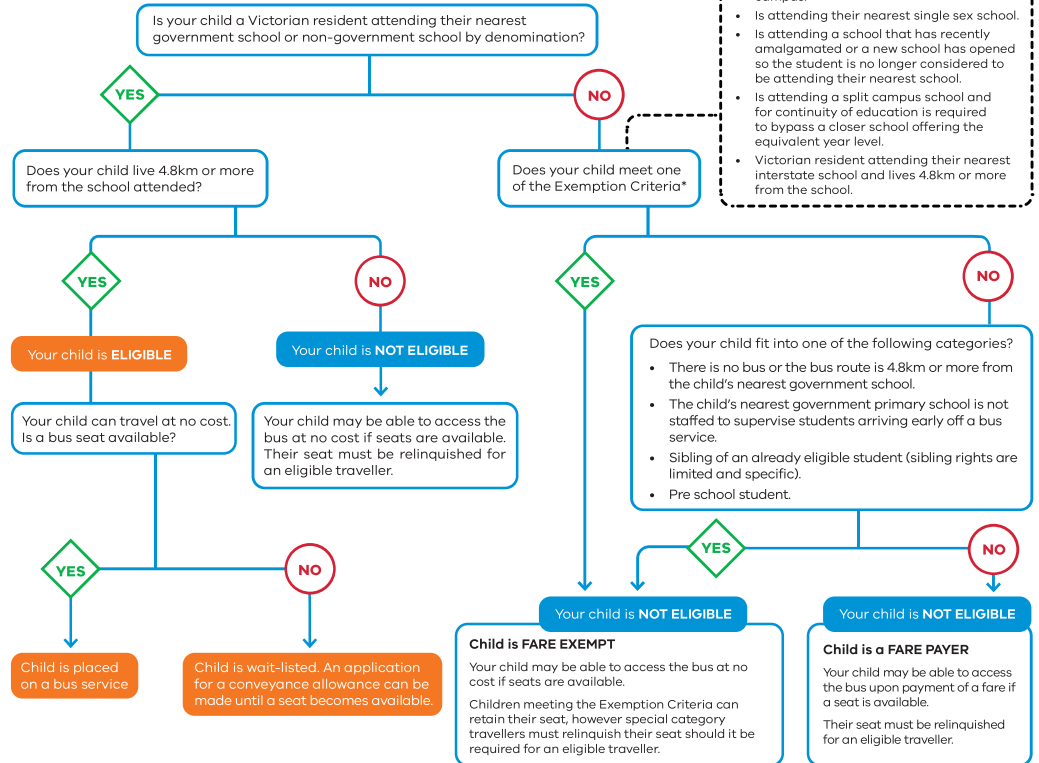 campus.
Is your child a Victorian resident attending their nearest
government school or non-government school by denomination?
• Is attending their nearest single sex school.
• Is attending a school that has recently
amalgamated or a new school has opened
so the student is no longer considered to
be attending their nearest school.
• Is attending a split campus school and
for continuity of education is required
to bypass a closer school offering the
equivalent year level.
• Victorian resident attending their nearest
interstate school and lives 4.8km or more
from the school.
YES
NO
Does your child live 4.8km or more
from the school attended?
Does your child meet one
of the Exemption Criteria*
YES
NO
YES
NO
Your child is ELIGIBLE
Your child is NOT ELIGIBLE
Your child can travel at no cost.
Is a bus seat available?
Your child may be able to access the
bus at no cost if seats are available.
Their seat must be relinquished for
an eligible traveller.
Does your child fit into one of the following categories?
• There is no bus or the bus route is 4.8km or more from
the child’s nearest government school.
• The child’s nearest government primary school is not
staffed to supervise students arriving early off a bus
service.
• Sibling of an already eligible student (sibling rights are
limited and specific).
• Pre school student.
YES
NO
YES
NO
Child is placed
on a bus service
Child is wait-listed. An application
for a conveyance allowance can be
made until a seat becomes available.
Your child is NOT ELIGIBLE
Child is FARE EXEMPT
Your child may be able to access the bus at no
cost if seats are available.
Children meeting the Exemption Criteria can
retain their seat, however special category
travellers must relinquish their seat should it be
required for an eligible traveller.
Your child is NOT ELIGIBLE
Child is a FARE PAYER
Your child may be able to access
the bus upon payment of a fare if
a seat is available.
Their seat must be relinquished
for an eligible traveller.